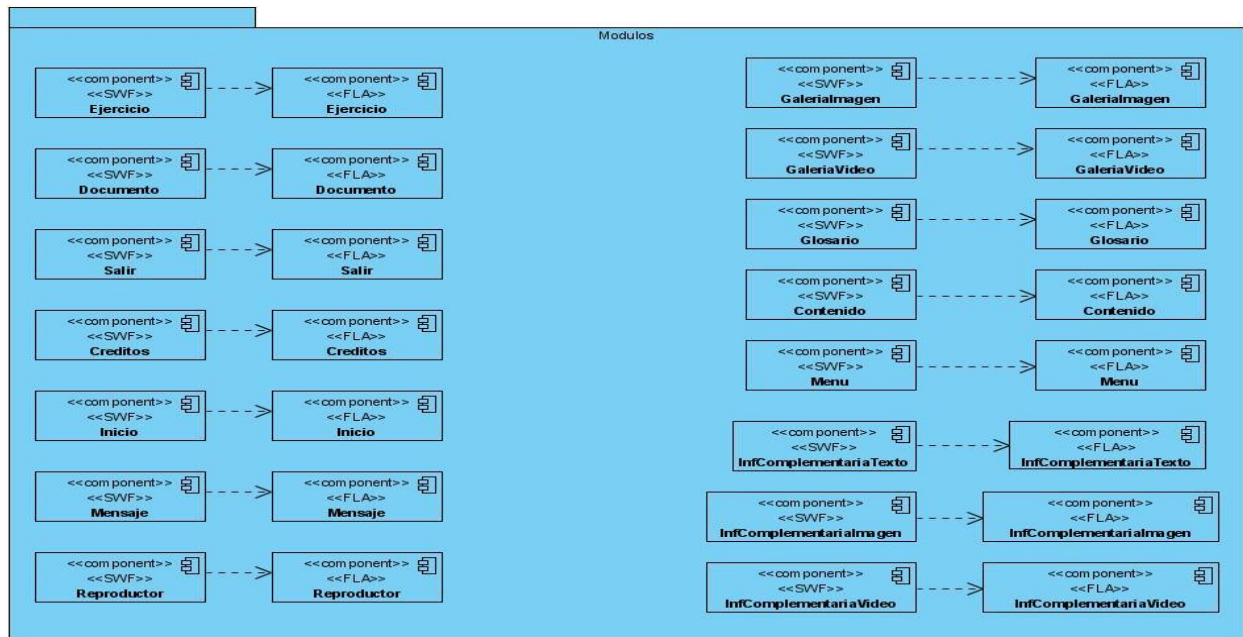 Modulos
<<component>>
<<SWF>>
Ejercicio
<<component>>
<<FLA>>
Ejercicio
<<component>>
<<SWF>>
Documento
<<component>>
<<FLA>>
Documento
<<component>>
<<SWF>>
Salir
<<component>>
<<FLA>>
Salir
<<component>>
<<SWF>>
Creditos
<<component>>
<<FLA>>
Creditos
<<component>>
<<SWF>>
Inicio
<<component>>
<<FLA>>
Inicio
<<component>>
<<SWF>>
Mensaje
<<component>>
<<FLA>>
Mensaje
<<component>>
<<SWF>>
Reproductor
<<component>>
<<FLA>>
Reproductor
<<component>>
<<SWF>>
GaleriaImagen
<<component>>
<<FLA>>
GaleriaImagen
<<component>>
<<SWF>>
GaleriaVideo
<<component>>
<<FLA>>
GaleriaVideo
<<component>>
<<SWF>>
Glosario
<<component>>
<<FLA>>
Glosario
<<component>>
<<SWF>>
Contenido
<<component>>
<<FLA>>
Contenido
<<component>>
<<SWF>>
Menu
<<component>>
<<FLA>>
Menu
<<component>>
<<SWF>>
InfComplementariaTexto
<<component>>
<<FLA>>
InfComplementariaTexto
<<component>>
<<SWF>>
InfComplementariaImagen
<<component>>
<<FLA>>
InfComplementariaImagen
<<component>>
<<SWF>>
InfComplementariaVideo
<<component>>
<<FLA>>
InfComplementariaVideo